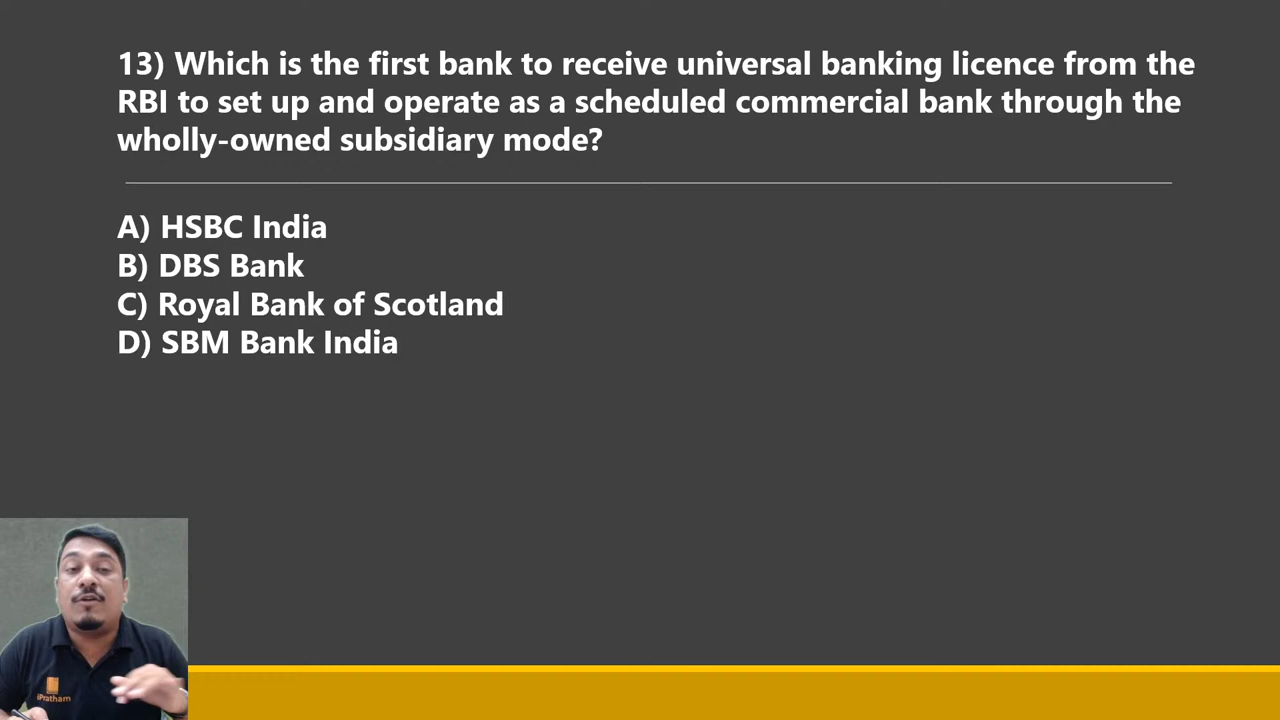 13) Which is the first bank to receive universal banking licence from the
RBI to set up and operate as a scheduled commercial bank through the
wholly-owned subsidiary mode?
A) HSBC India
B) DBS Bank
C) Royal Bank of Scotland
D) SBM Bank India
iPratham